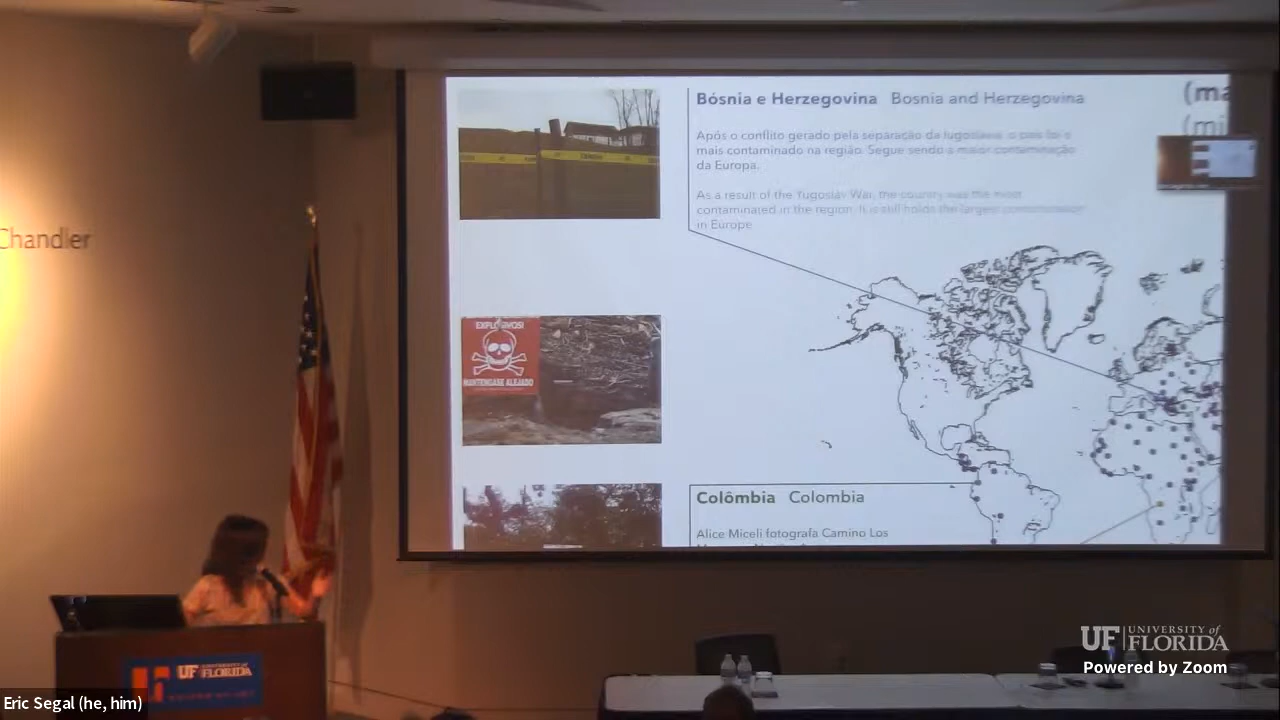 Chandler
Bósnia e Herzegovina Bosnia and Herzegovina
Após o conflito gerado pela separação da Iugoslávia, o país foi o
mais contaminado na região. Segue sendo a maior contaminação
da Europa.
As a result of the Yugoslav War, the country was the most
contaminated in the region. It is still holds the largest contamination
in Europe
(ma
(mi
EXPLOSIVOS!
MANTENGASE ALEJADO
Colômbia Colombia
Alice Miceli fotografa Camino Los
UF UNIVERSITY of
FLORIDA
UF UNIVERSITY of
FLORIDA
Powered by Zoom
Eric Segal (he, him)